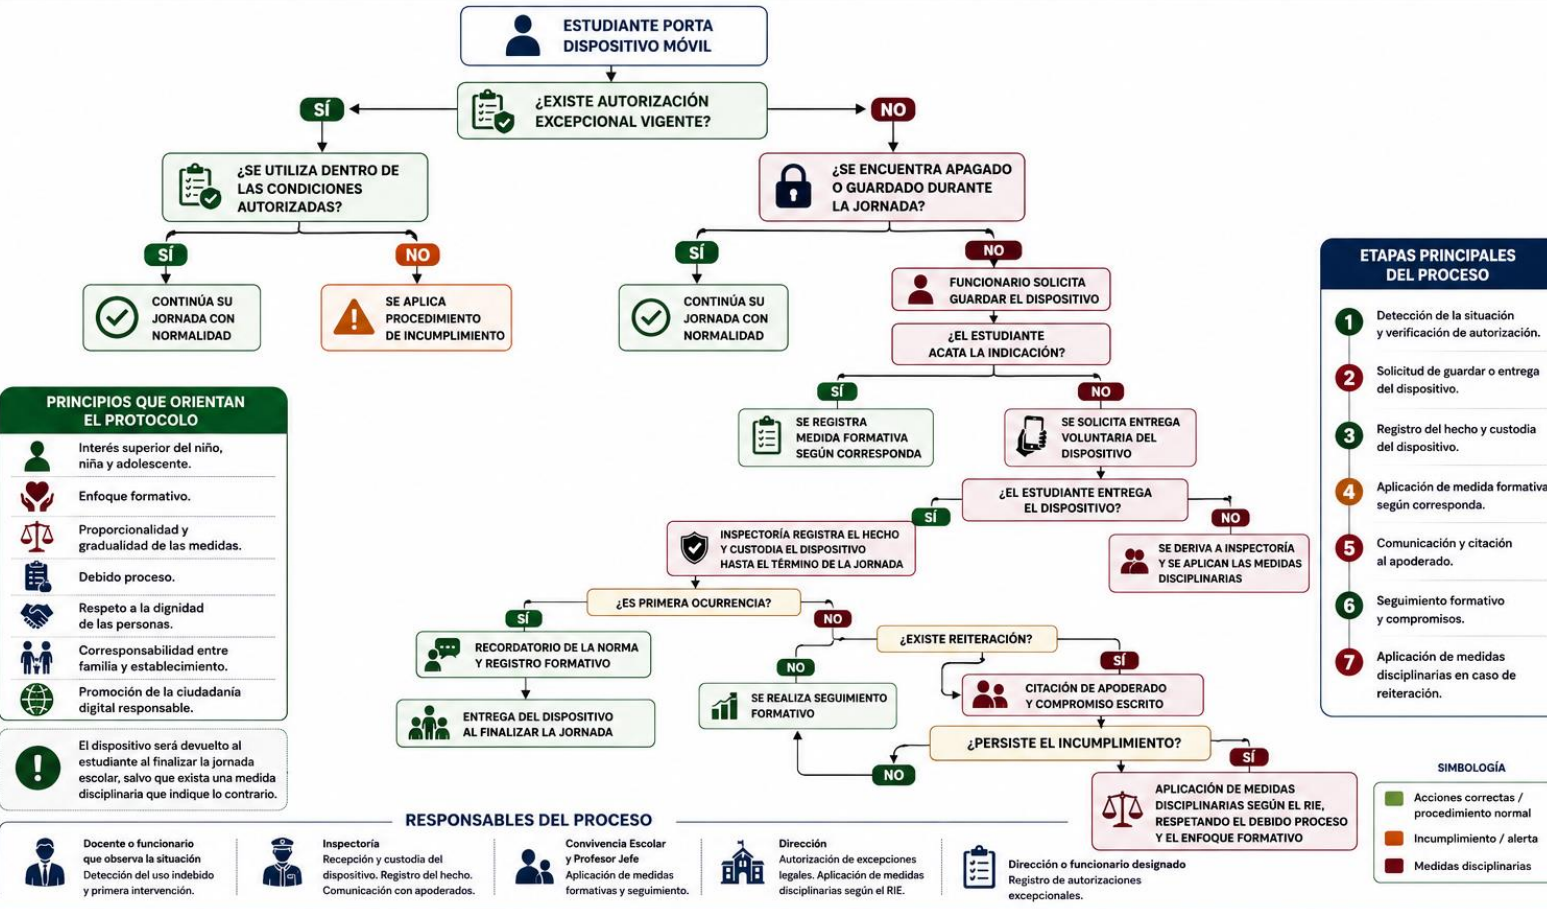 ESTUDIANTE PORTA
DISPOSITIVO MÓVIL
¿EXISTE AUTORIZACIÓN
EXCEPCIONAL VIGENTE?
SÍ
NO
¿SE UTILIZA DENTRO DE
LAS CONDICIONES
AUTORIZADAS?
¿SE ENCUENTRA APAGADO
O GUARDADO DURANTE
LA JORNADA?
SÍ
NO
SÍ
NO
CONTINÚA SU
JORNADA CON
NORMALIDAD
SE APLICA
PROCEDIMIENTO
DE INCUMPLIMIENTO
CONTINÚA SU
JORNADA CON
NORMALIDAD
FUNCIONARIO SOLICITA
GUARDAR EL DISPOSITIVO
¿EL ESTUDIANTE
ACATA LA INDICACIÓN?
SÍ
NO
SE REGISTRA
MEDIDA FORMATIVA
SEGÚN CORRESPONDA
SE SOLICITA ENTREGA
VOLUNTARIA DEL
DISPOSITIVO
¿EL ESTUDIANTE ENTREGA
EL DISPOSITIVO?
SÍ
NO
INSPECTORÍA REGISTRA EL HECHO
Y CUSTODIA EL DISPOSITIVO
HASTA EL TÉRMINO DE LA JORNADA
SE DERIVA A INSPECTORÍA
Y SE APLICAN LAS MEDIDAS
DISCIPLINARIAS
¿ES PRIMERA OCURRENCIA?
SÍ
NO
RECORDATORIO DE LA NORMA
Y REGISTRO FORMATIVO
ENTREGA DEL DISPOSITIVO
AL FINALIZAR LA JORNADA
¿EXISTE REITERACIÓN?
NO
SÍ
SE REALIZA SEGUIMIENTO
FORMATIVO
CITACIÓN DE APODERADO
Y COMPROMISO ESCRITO
¿PERSISTE EL INCUMPLIMIENTO?
NO
SÍ
APLICACIÓN DE MEDIDAS
DISCIPLINARIAS SEGÚN EL RIE,
RESPETANDO EL DEBIDO PROCESO
Y EL ENFOQUE FORMATIVO
PRINCIPIOS QUE ORIENTAN
EL PROTOCOLO
Interés superior del niño,
niña y adolescente.
Enfoque formativo.
Proporcionalidad y
gradualidad de las medidas.
Debido proceso.
Respeto a la dignidad
de las personas.
Corresponsabilidad entre
familia y establecimiento.
Promoción de la ciudadanía
digital responsable.
El dispositivo será devuelto al
estudiante al finalizar la jornada
escolar, salvo que exista una medida
disciplinaria que indique lo contrario.
ETAPAS PRINCIPALES
DEL PROCESO
1 Detección de la situación
y verificación de autorización.
2 Solicitud de guardar o entrega
del dispositivo.
3 Registro del hecho y custodia
del dispositivo.
4 Aplicación de medida formativa
según corresponda.
5 Comunicación y citación
al apoderado.
6 Seguimiento formativo
y compromisos.
7 Aplicación de medidas
disciplinarias en caso de
reiteración.
SIMBOLOGÍA
Acciones correctas /
procedimiento normal
Incumplimiento / alerta
Medidas disciplinarias
RESPONSABLES DEL PROCESO
Docente o funcionario
que observa la situación
Detección del uso indebido
y primera intervención.
Inspectoría
Recepción y custodia del
dispositivo. Registro del hecho.
Comunicación con apoderados.
Convivencia Escolar
y Profesor Jefe
Aplicación de medidas
formativas y seguimiento.
Dirección
Autorización de excepciones
legales. Aplicación de medidas
disciplinarias según el RIE.
Dirección o funcionario designado
Registro de autorizaciones
excepcionales.